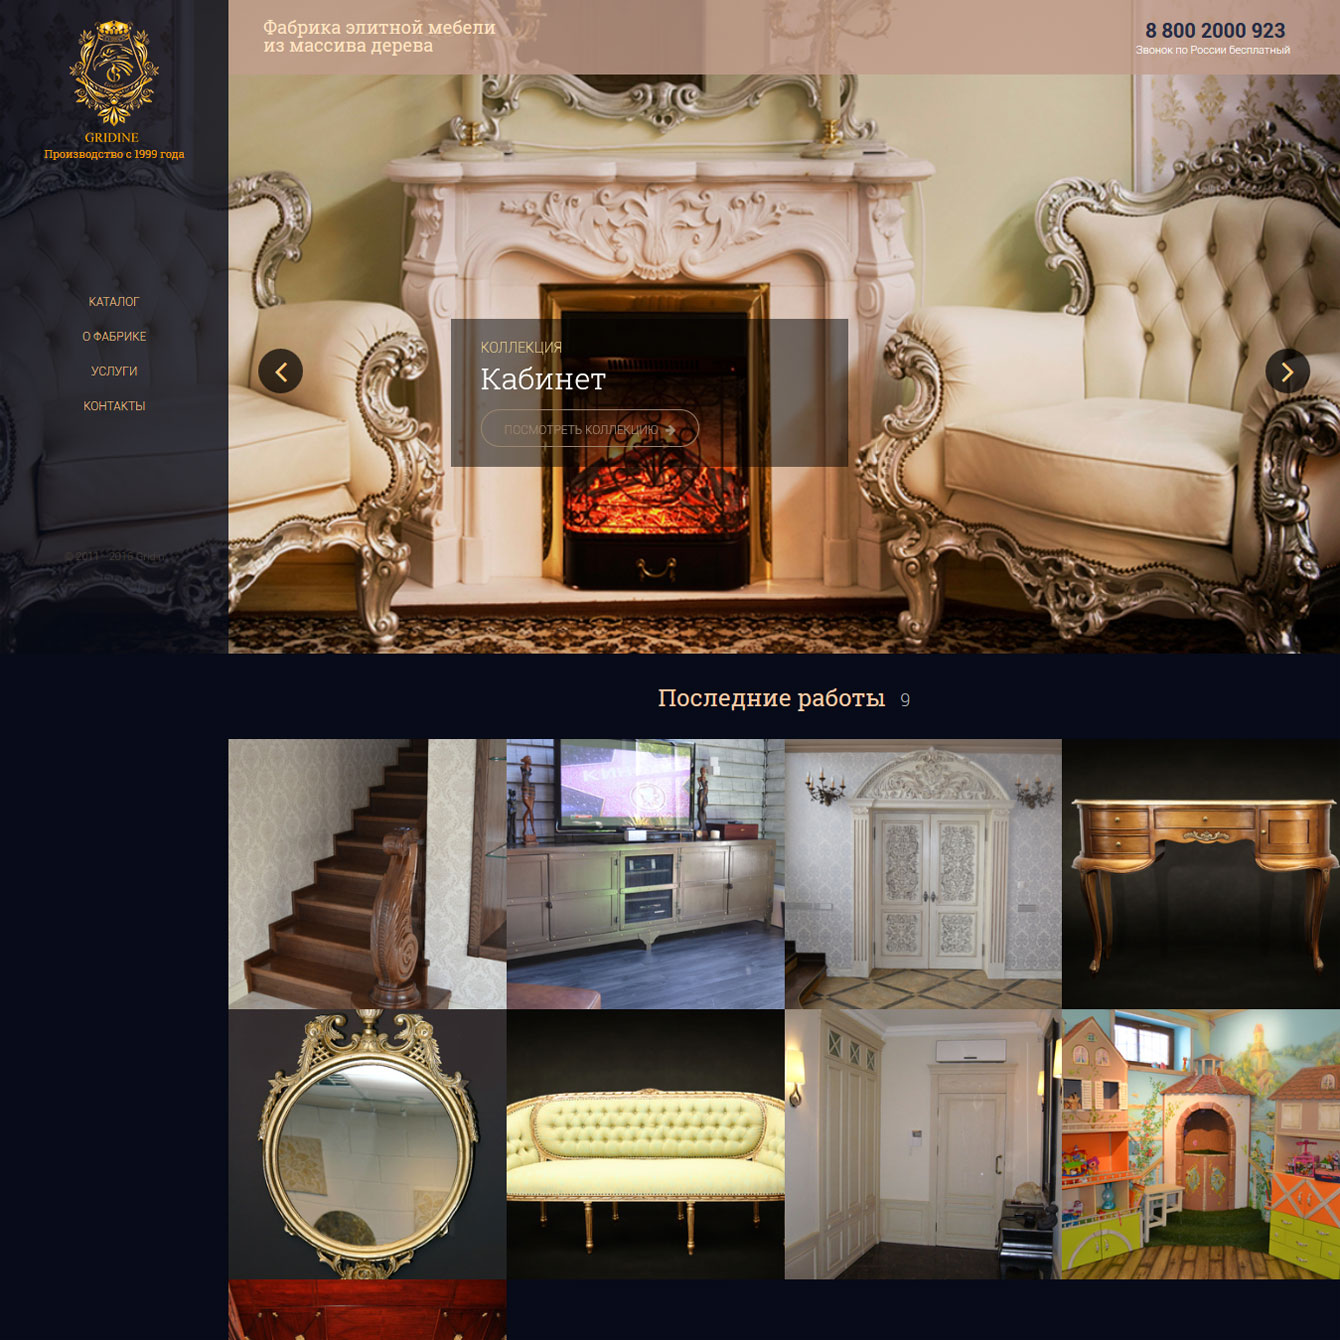 GRIDINE
Производство с 1999 года
КАТАЛОГ
О ФАБРИКЕ
УСЛУГИ
КОНТАКТЫ
Фабрика элитной мебели
из массива дерева
8 800 2000 923
Звонок по России бесплатный
КОЛЛЕКЦИЯ
Кабинет
ПОСМОТРЕТЬ КОЛЛЕКЦИЮ
Последние работы 9